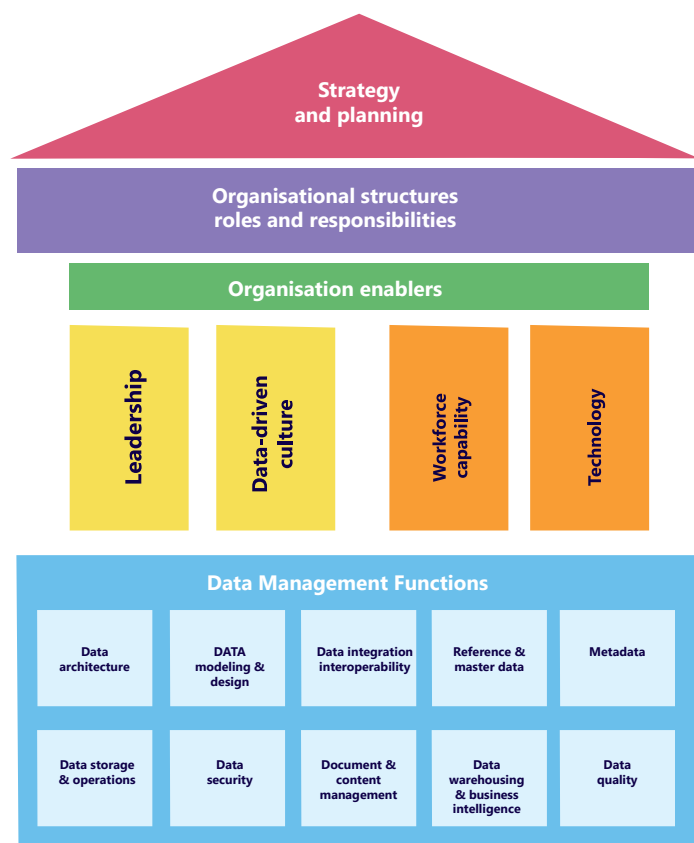 Strategy
and planning
Organisational structures
roles and responsibilities
Organisation enablers
Leadership
Data-driven
culture
Workforce
capability
Technology
Data Management Functions
Data
architecture
DATA
modeling &
design
Data integration
interoperability
Reference &
master data
Metadata
Data storage
& operations
Data
security
Document &
content
management
Data
warehousing
& business
intelligence
Data
quality